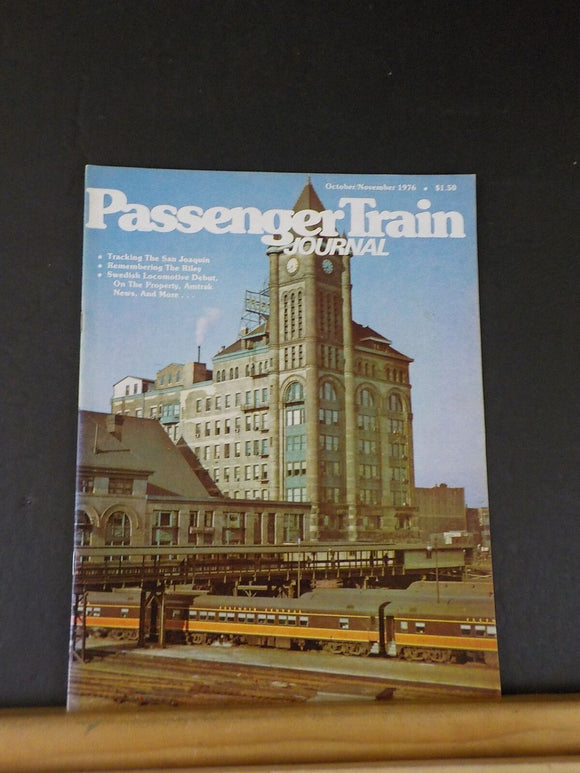 October/November 1976 • $1.50
Passenger Train
JOURNAL
• Tracking The San Joaquin
• Remembering The Riley
• Swedish Locomotive Debut,
On The Property, Amtrak
News, And More . . .